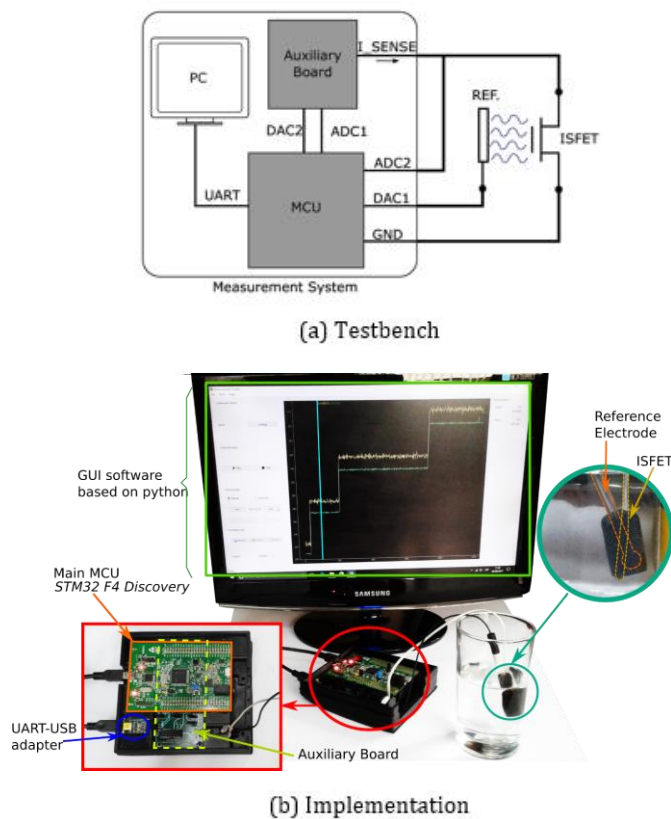 Auxiliary
Board
I_SENSE
PC
REF.
ISFET
DAC2
ADC1
ADC2
UART
MCU
DAC1
GND
Measurement System
(a) Testbench
Reference
Electrode
ISFET
GUI software
based on python
Main MCU
STM32 F4 Discovery
SAMSUNG
UART-USB
adapter
Auxiliary Board
(b) Implementation